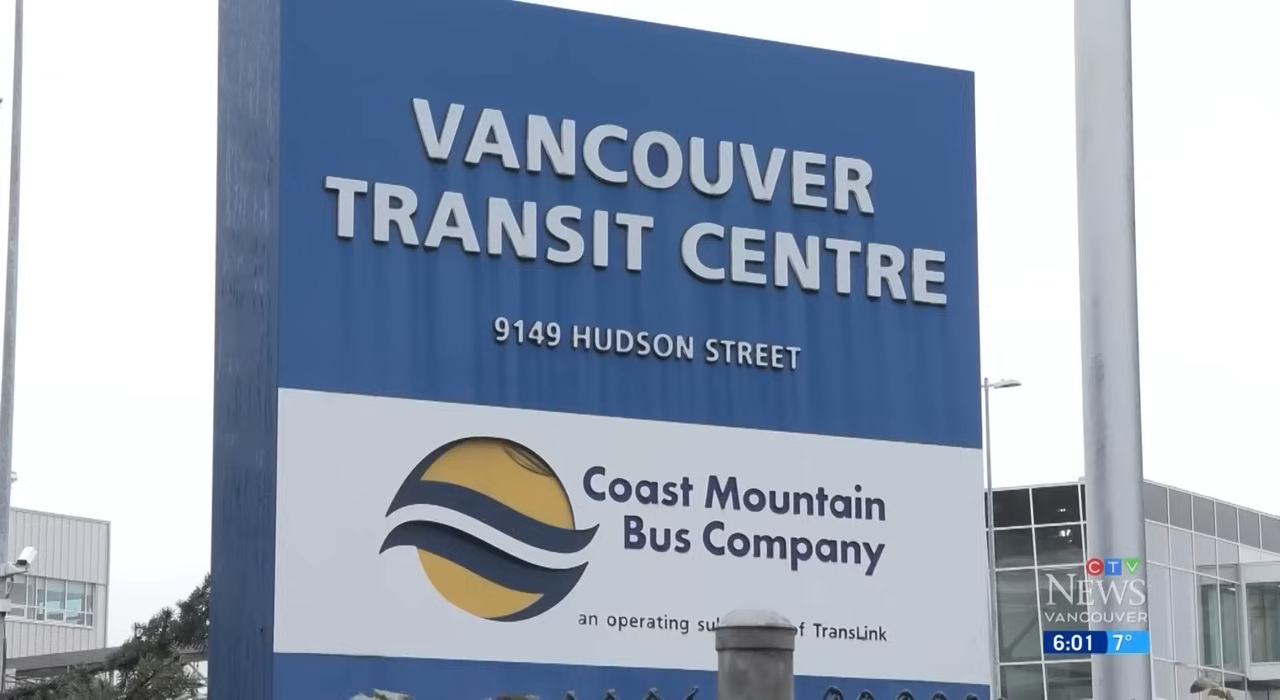 VANCOUVER
TRANSIT CENTRE
9149 HUDSON STREET
Coast Mountain
Bus Company
an operating of TransLink
CTV
NEWS
VANCOUVER
6:01 7°